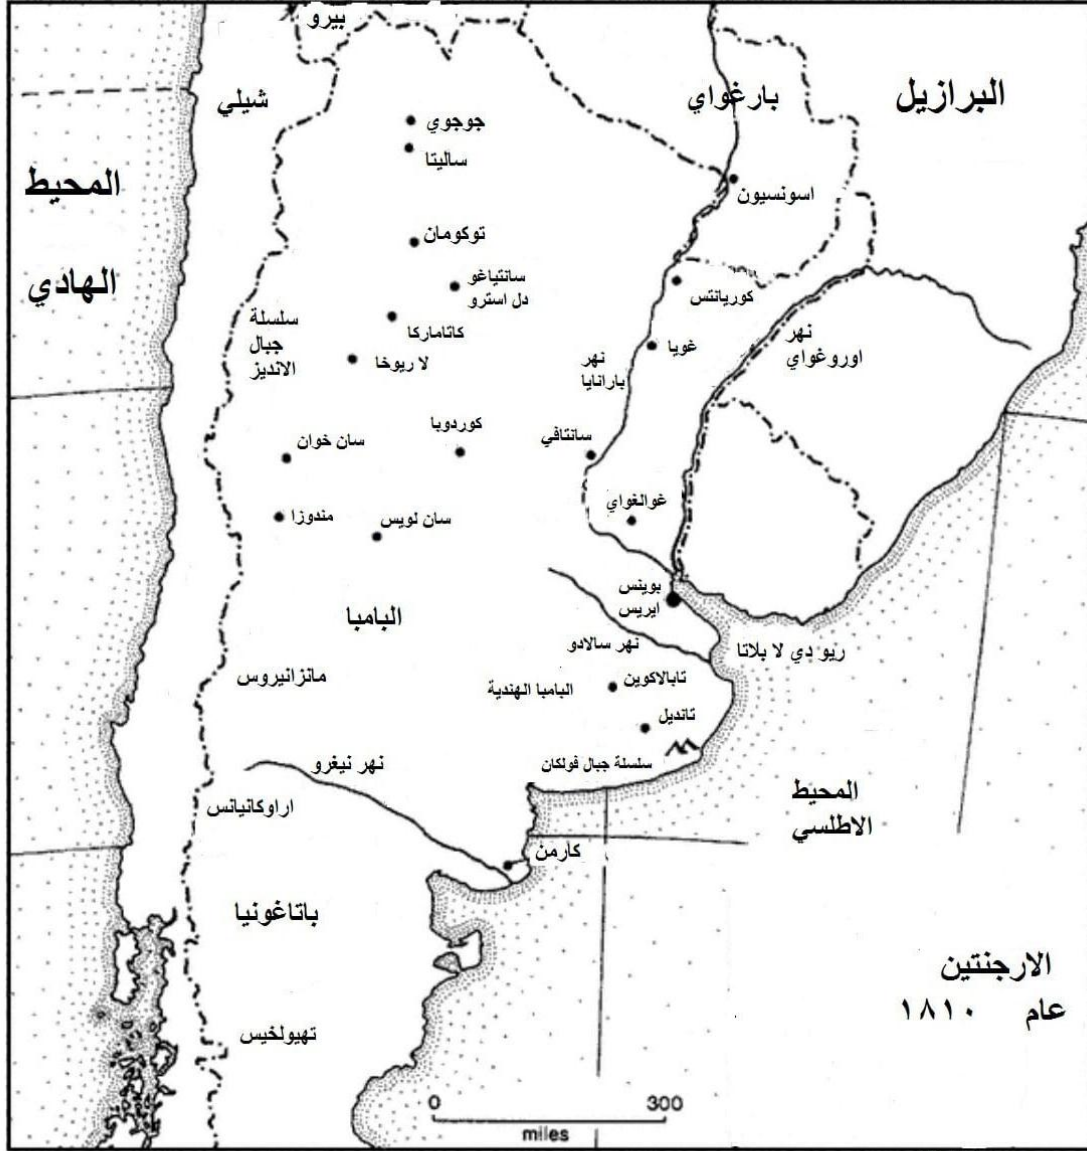 بيرو
شيلي
بارغواي
البرازيل
جوجوي
ساليتا
المحيط
الهادي
اسونسيون
توكومان
سانتياغو
دل استرو
كوريانتس
كاتاماركا
سلسلة
جبال
الانديز
لا ريوخا
نهر
بارانايا
غويا
نهر
اوروغواي
سان خوان
كوردوبا
سانتافي
مندوزا
سان لويس
غوالغواي
بوينس
ايريس
البامبا
نهر سالادو
ريو دي لا بلاتا
مانزانيروس
البامبا الهندية
تابالاكوين
تانديل
نهر نيغرو
سلسلة جبال فولكان
اراوكانيانس
المحيط
الاطلسي
كارمن
باتاغونيا
الارجنتين
عام ١٨١٠
تهيولخيس
0 300
miles